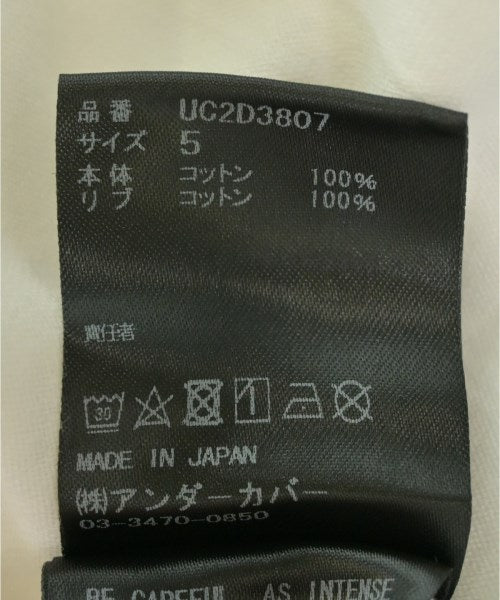 品番 UC2D3807
サイズ 5
本体 コットン 100%
リブ コットン 100%
責任者
30
MADE IN JAPAN
(株)アンダーカバー
03-3470-0850
BE CAREFUL AS INTENSE